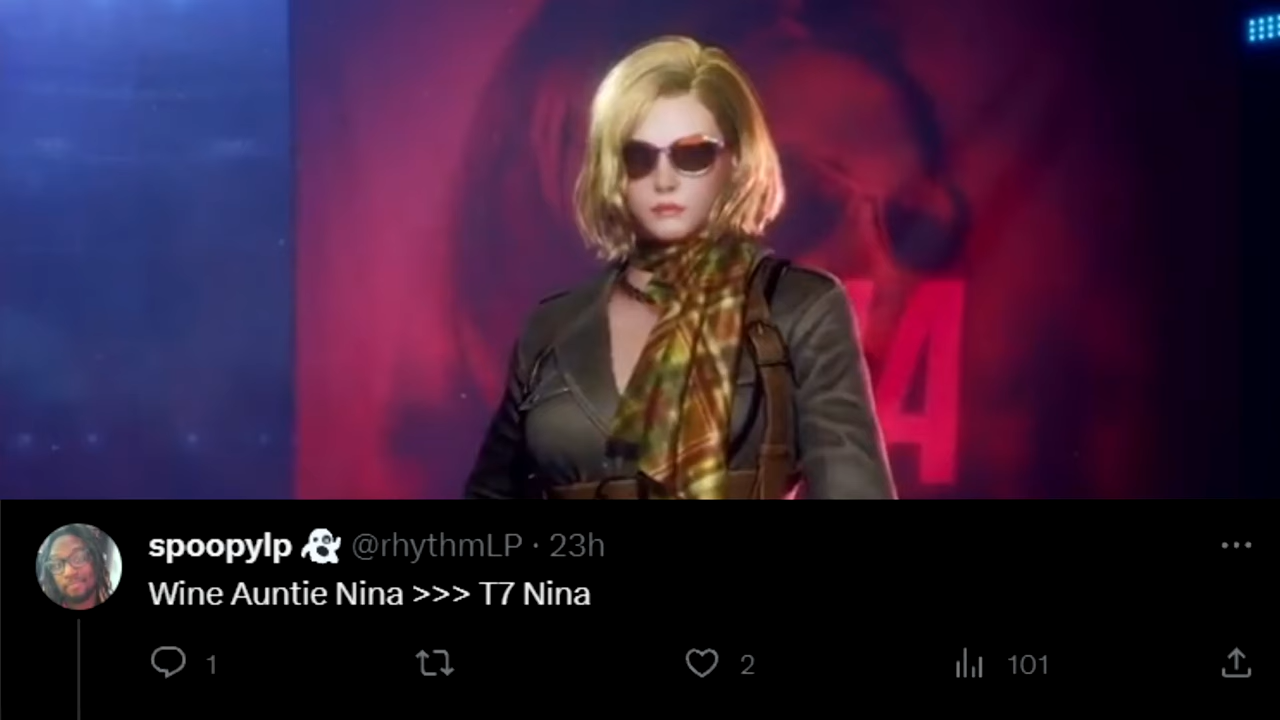 A
spoopylp 👻 @rhythmLP · 23h
Wine Auntie Nina >>> T7 Nina
1 2 101